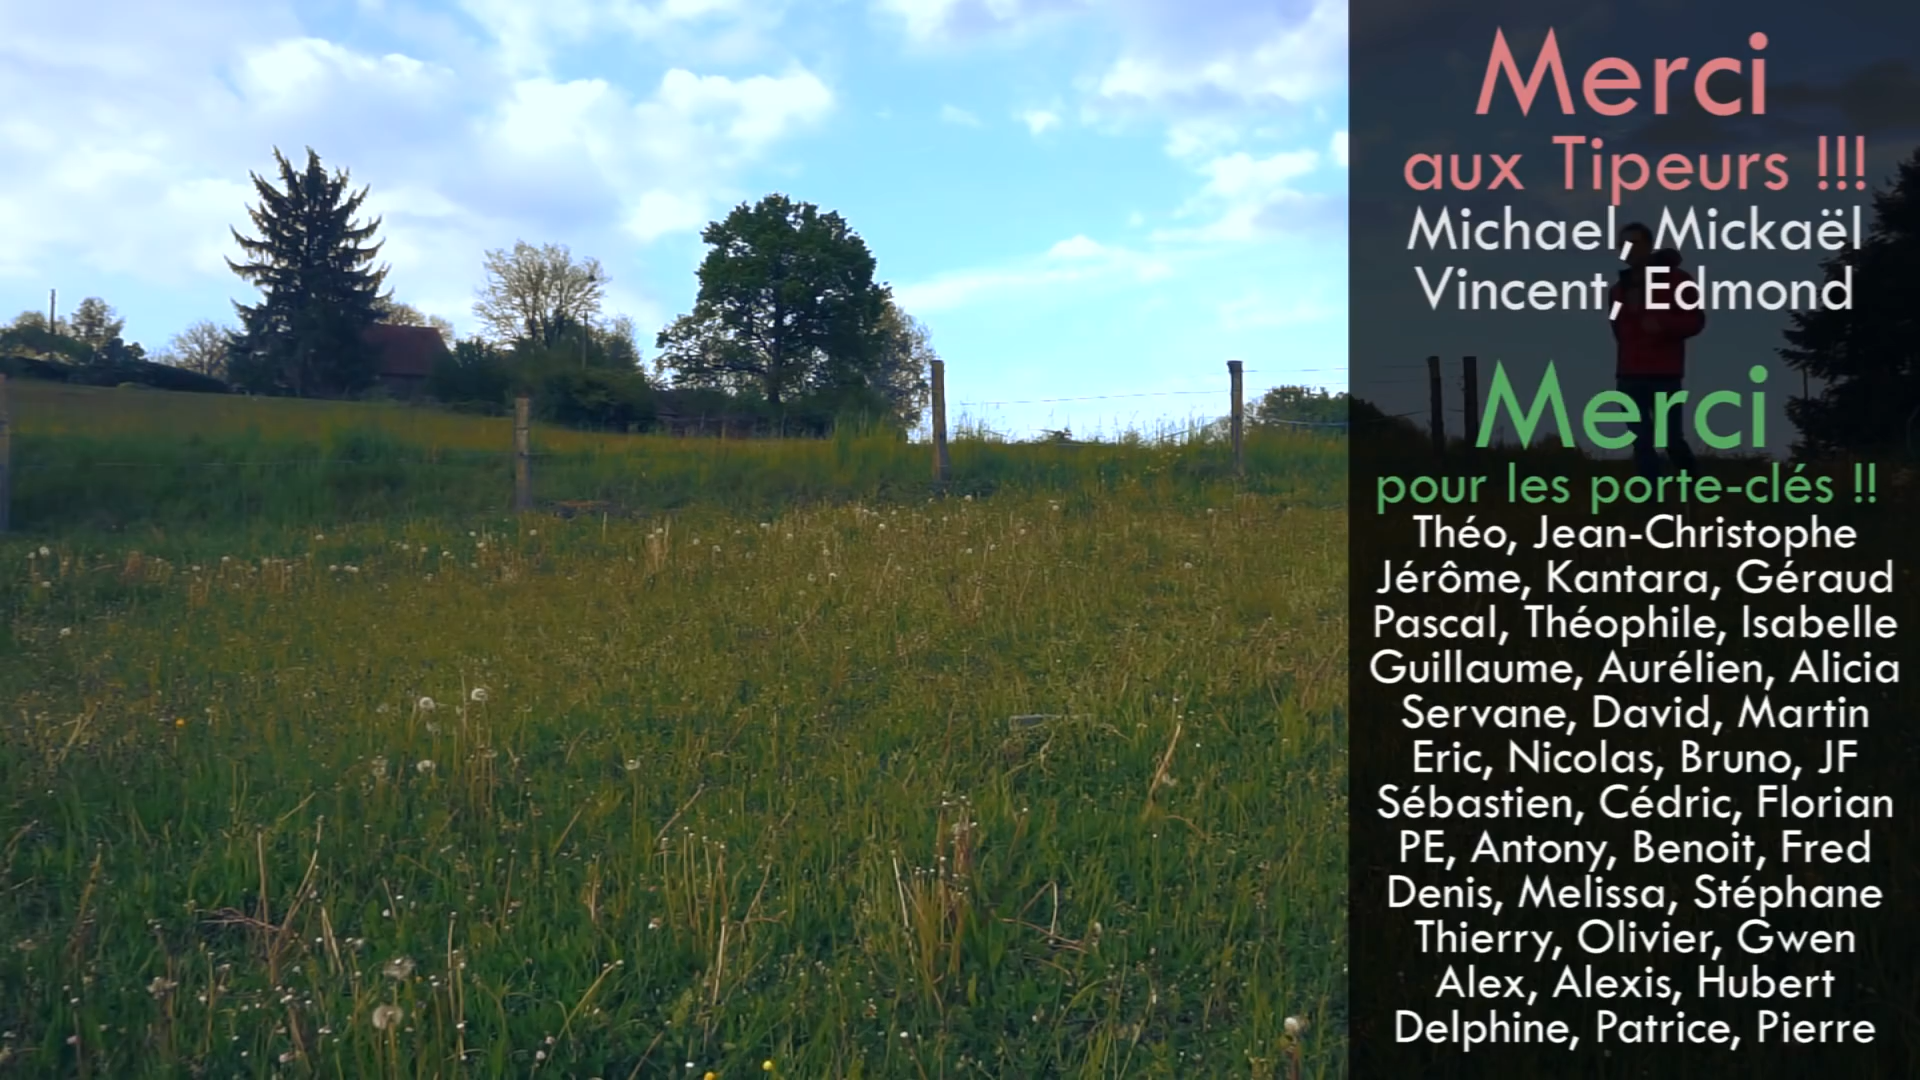 Merci
aux Tipeurs !!!
Michael, Mickaël
Vincent, Edmond
Merci
pour les porte-clés !!
Théo, Jean-Christophe
Jérôme, Kantara, Géraud
Pascal, Théophile, Isabelle
Guillaume, Aurélien, Alicia
Servane, David, Martin
Eric, Nicolas, Bruno, JF
Sébastien, Cédric, Florian
PE, Antony, Benoit, Fred
Denis, Melissa, Stéphane
Thierry, Olivier, Gwen
Alex, Alexis, Hubert
Delphine, Patrice, Pierre